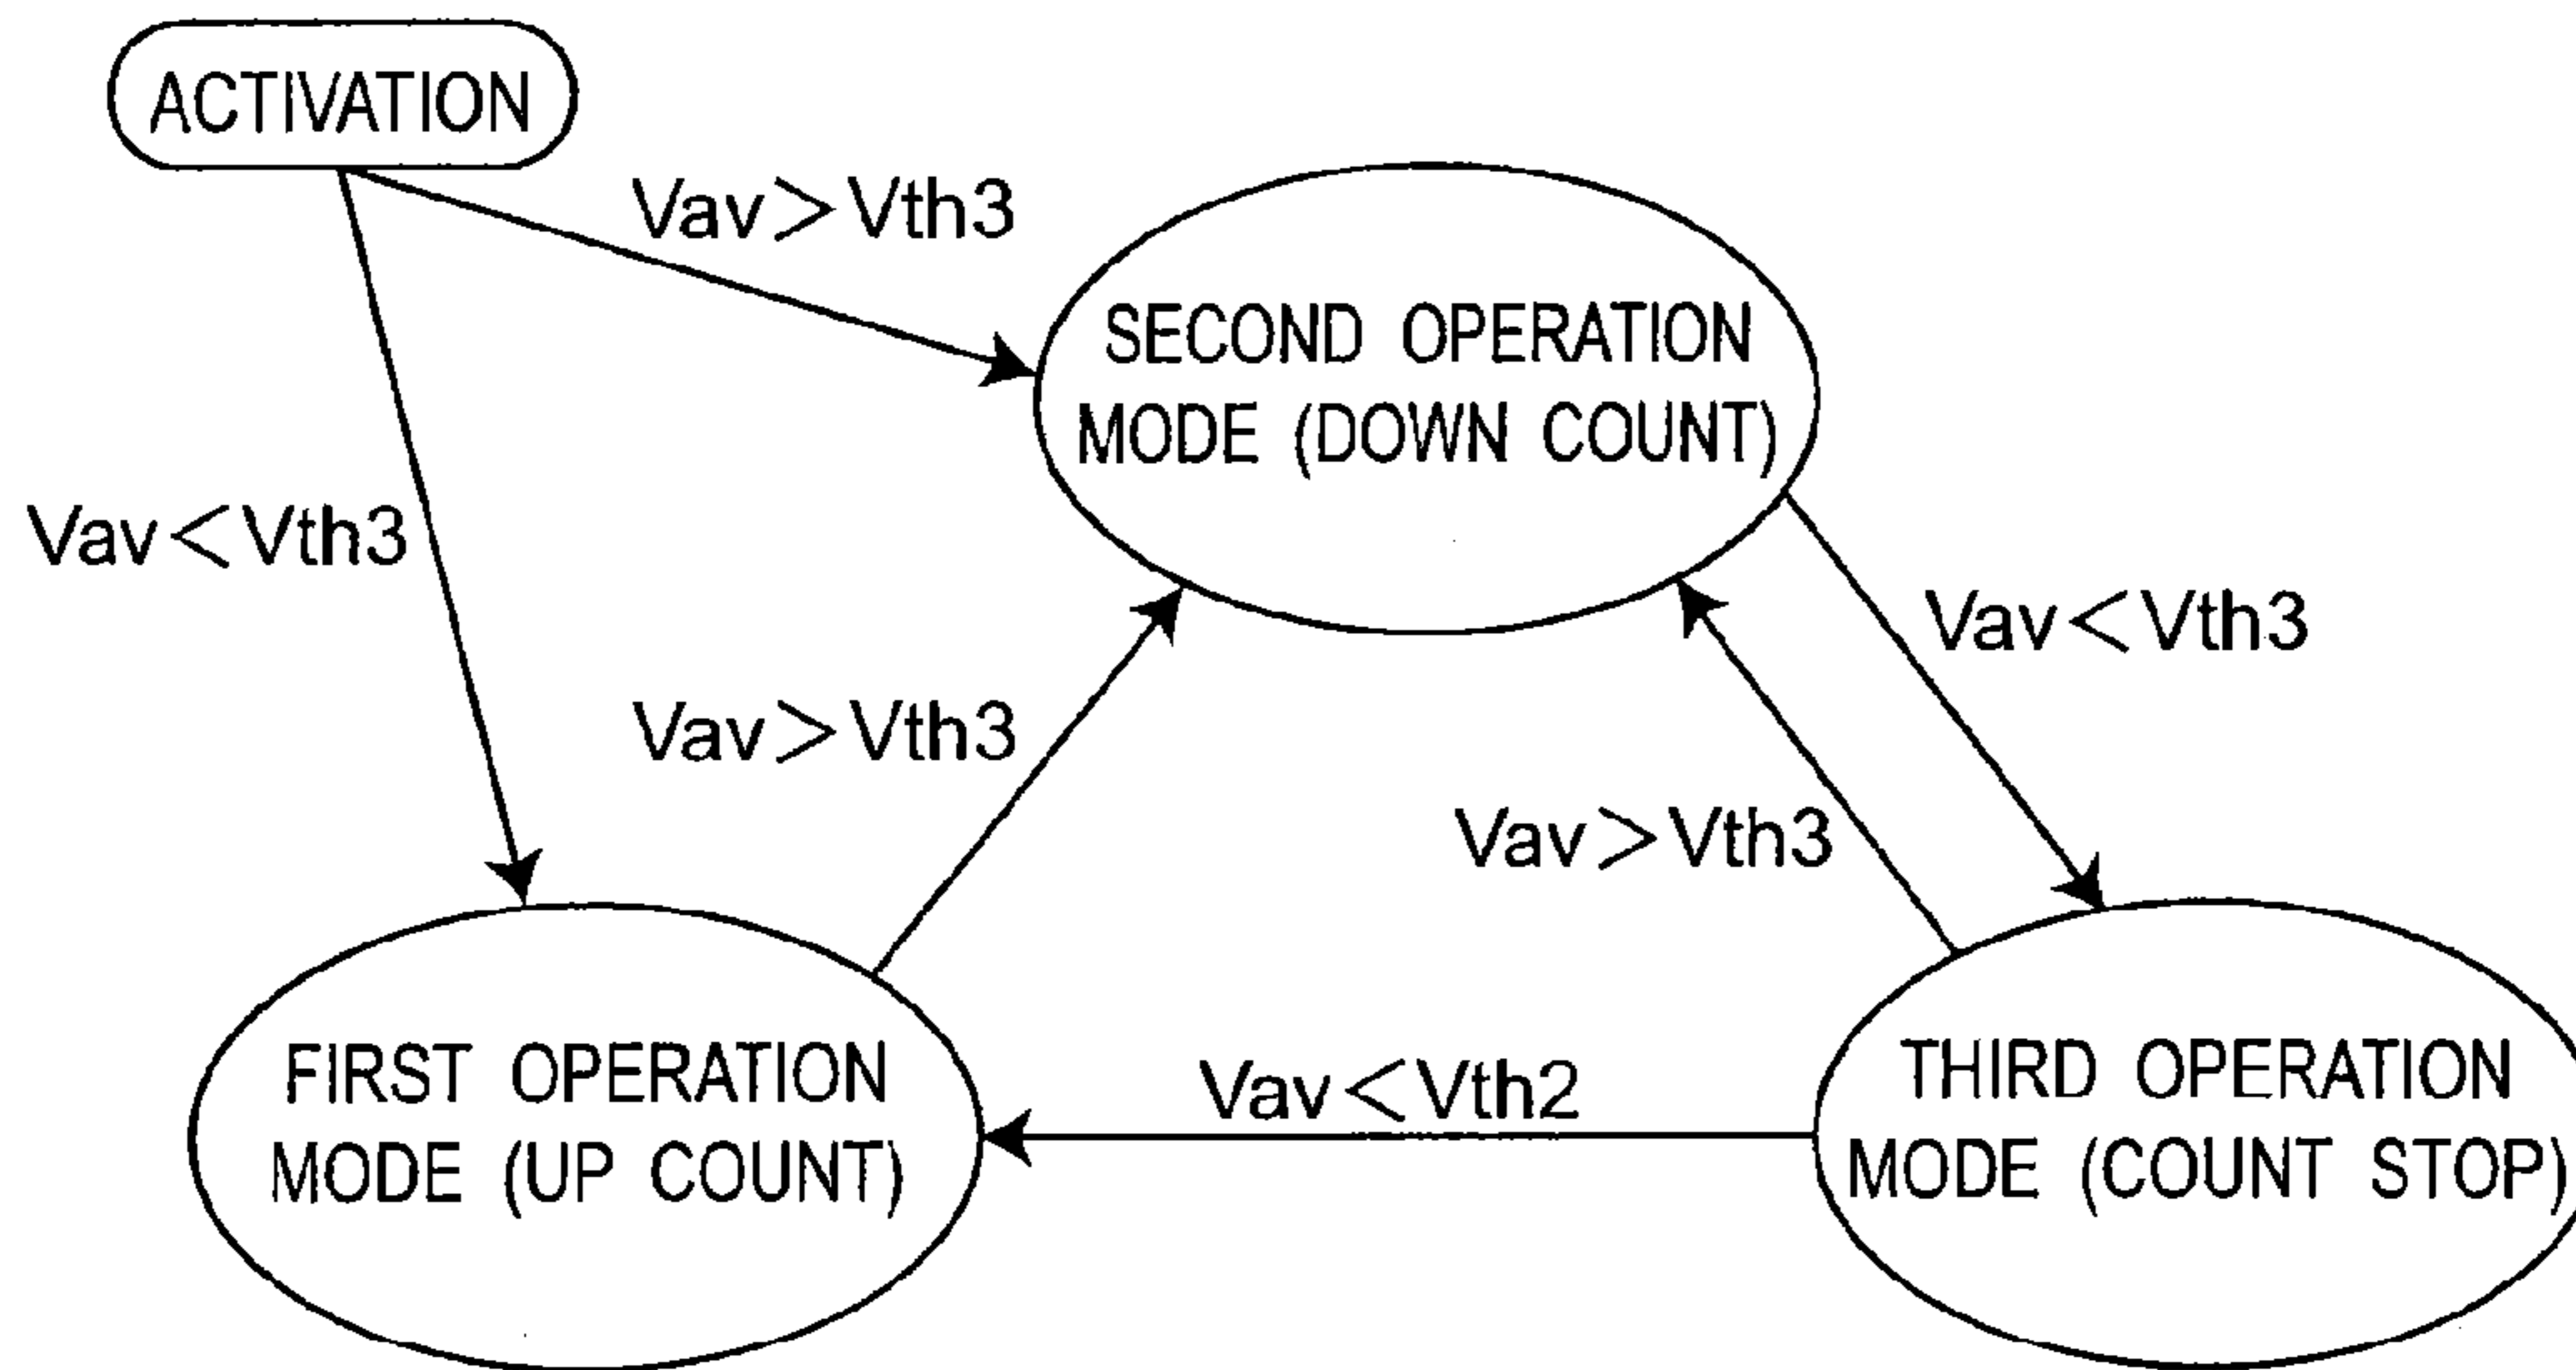 ACTIVATION
Vav>Vth3
SECOND OPERATION
MODE (DOWN COUNT)
Vav<Vth3
Vav<Vth3
Vav>Vth3
Vav>Vth3
FIRST OPERATION
MODE (UP COUNT)
Vav<Vth2
THIRD OPERATION
MODE (COUNT STOP)